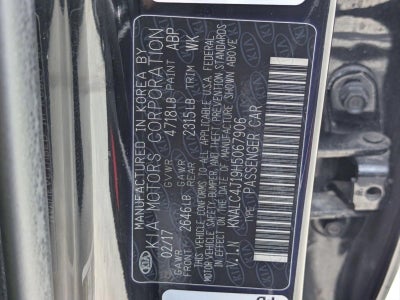 MANUFACTURED IN KOREA BY
KIA MOTORS CORPORATION
02/17 GVWR 4718LB PAINT ABP
GAWR FRONT 2646LB GAWR REAR 2315LB TRIM WK
THIS VEHICLE CONFORMS TO ALL APPLICABLE U.S.A. FEDERAL
MOTOR VEHICLE SAFETY AND THEFT PREVENTION STANDARDS
IN EFFECT ON THE DATE OF MANUFACTURE SHOWN ABOVE
V.I.N KNALC4J19H5067906
TYPE: PASSENGER CAR
KIA